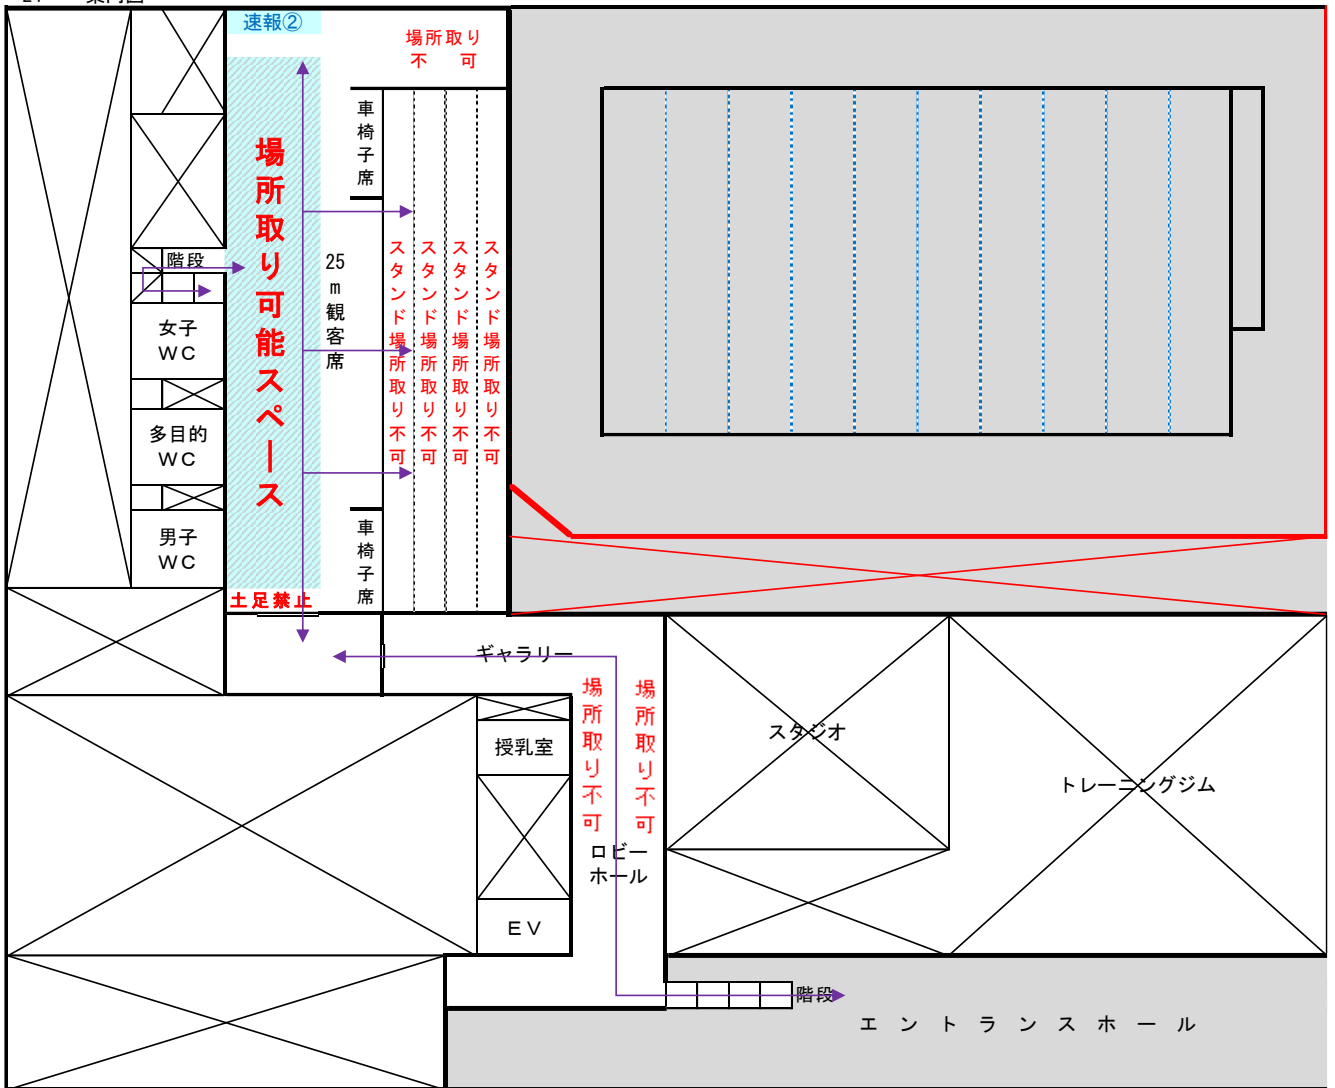 速報②
場所取り
不　可
車椅子席
場所取り可能スペース
25m観客席
スタンド場所取り不可
スタンド場所取り不可
スタンド場所取り不可
スタンド場所取り不可
階段
女子
ＷＣ
多目的
ＷＣ
男子
ＷＣ
車椅子席
土足禁止
ギャラリー
場所取り不可
場所取り不可
授乳室
スタジオ
トレーニングジム
ロビー
ホール
ＥＶ
階段
エントランスホール